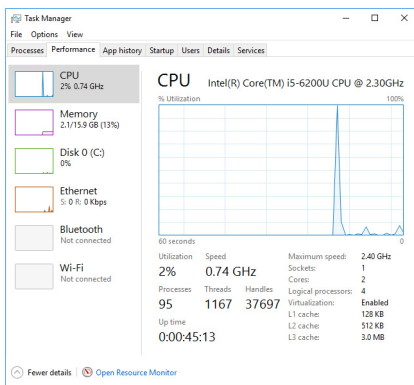 Task Manager
File Options View
Processes Performance App history Startup Users Details Services
CPU
2% 0.74 GHz
Memory
2.1/15.9 GB (13%)
Disk 0 (C:)
0%
Ethernet
S: 0 R: 0 Kbps
Bluetooth
Not connected
Wi-Fi
Not connected
CPU Intel(R) Core(TM) i5-6200U CPU @ 2.30GHz
% Utilization 100%
60 seconds 0
Utilization Speed
2% 0.74 GHz
Processes Threads Handles
95 1167 37697
Up time
0:00:45:13
Maximum speed: 2.40 GHz
Sockets: 1
Cores: 2
Logical processors: 4
Virtualization: Enabled
L1 cache: 128 KB
L2 cache: 512 KB
L3 cache: 3.0 MB
Fewer details Open Resource Monitor